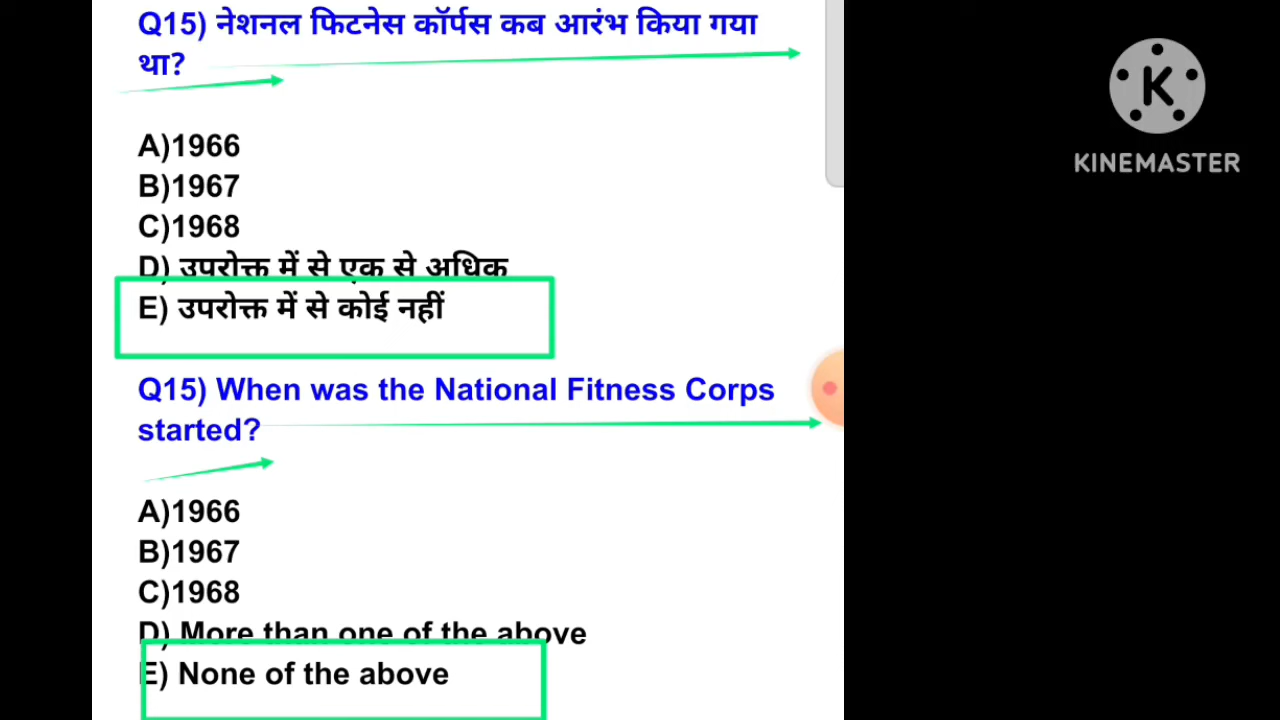 Q15) नेशनल फिटनेस कॉर्पस कब आरंभ किया गया
था?
A)1966
B)1967
C)1968
D) उपरोक्त में से एक से अधिक
E) उपरोक्त में से कोई नहीं
Q15) When was the National Fitness Corps
started?
A)1966
B)1967
C)1968
D) More than one of the above
E) None of the above
K
KINEMASTER